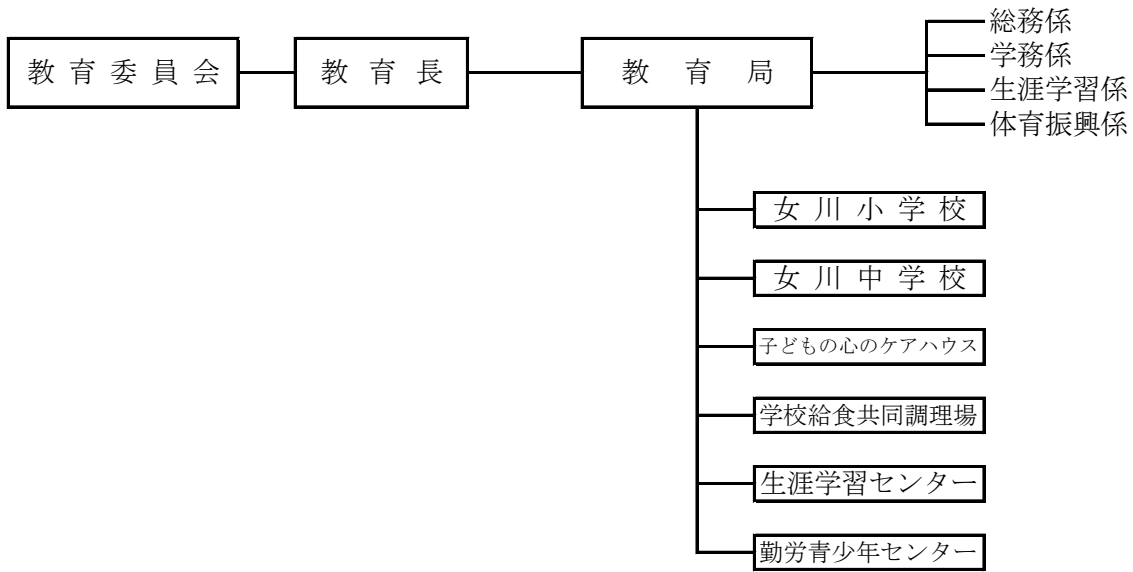 教育委員会
教育長
教育局
総務係
学務係
生涯学習係
体育振興係
女川小学校
女川中学校
子どもの心のケアハウス
学校給食共同調理場
生涯学習センター
勤労青少年センター